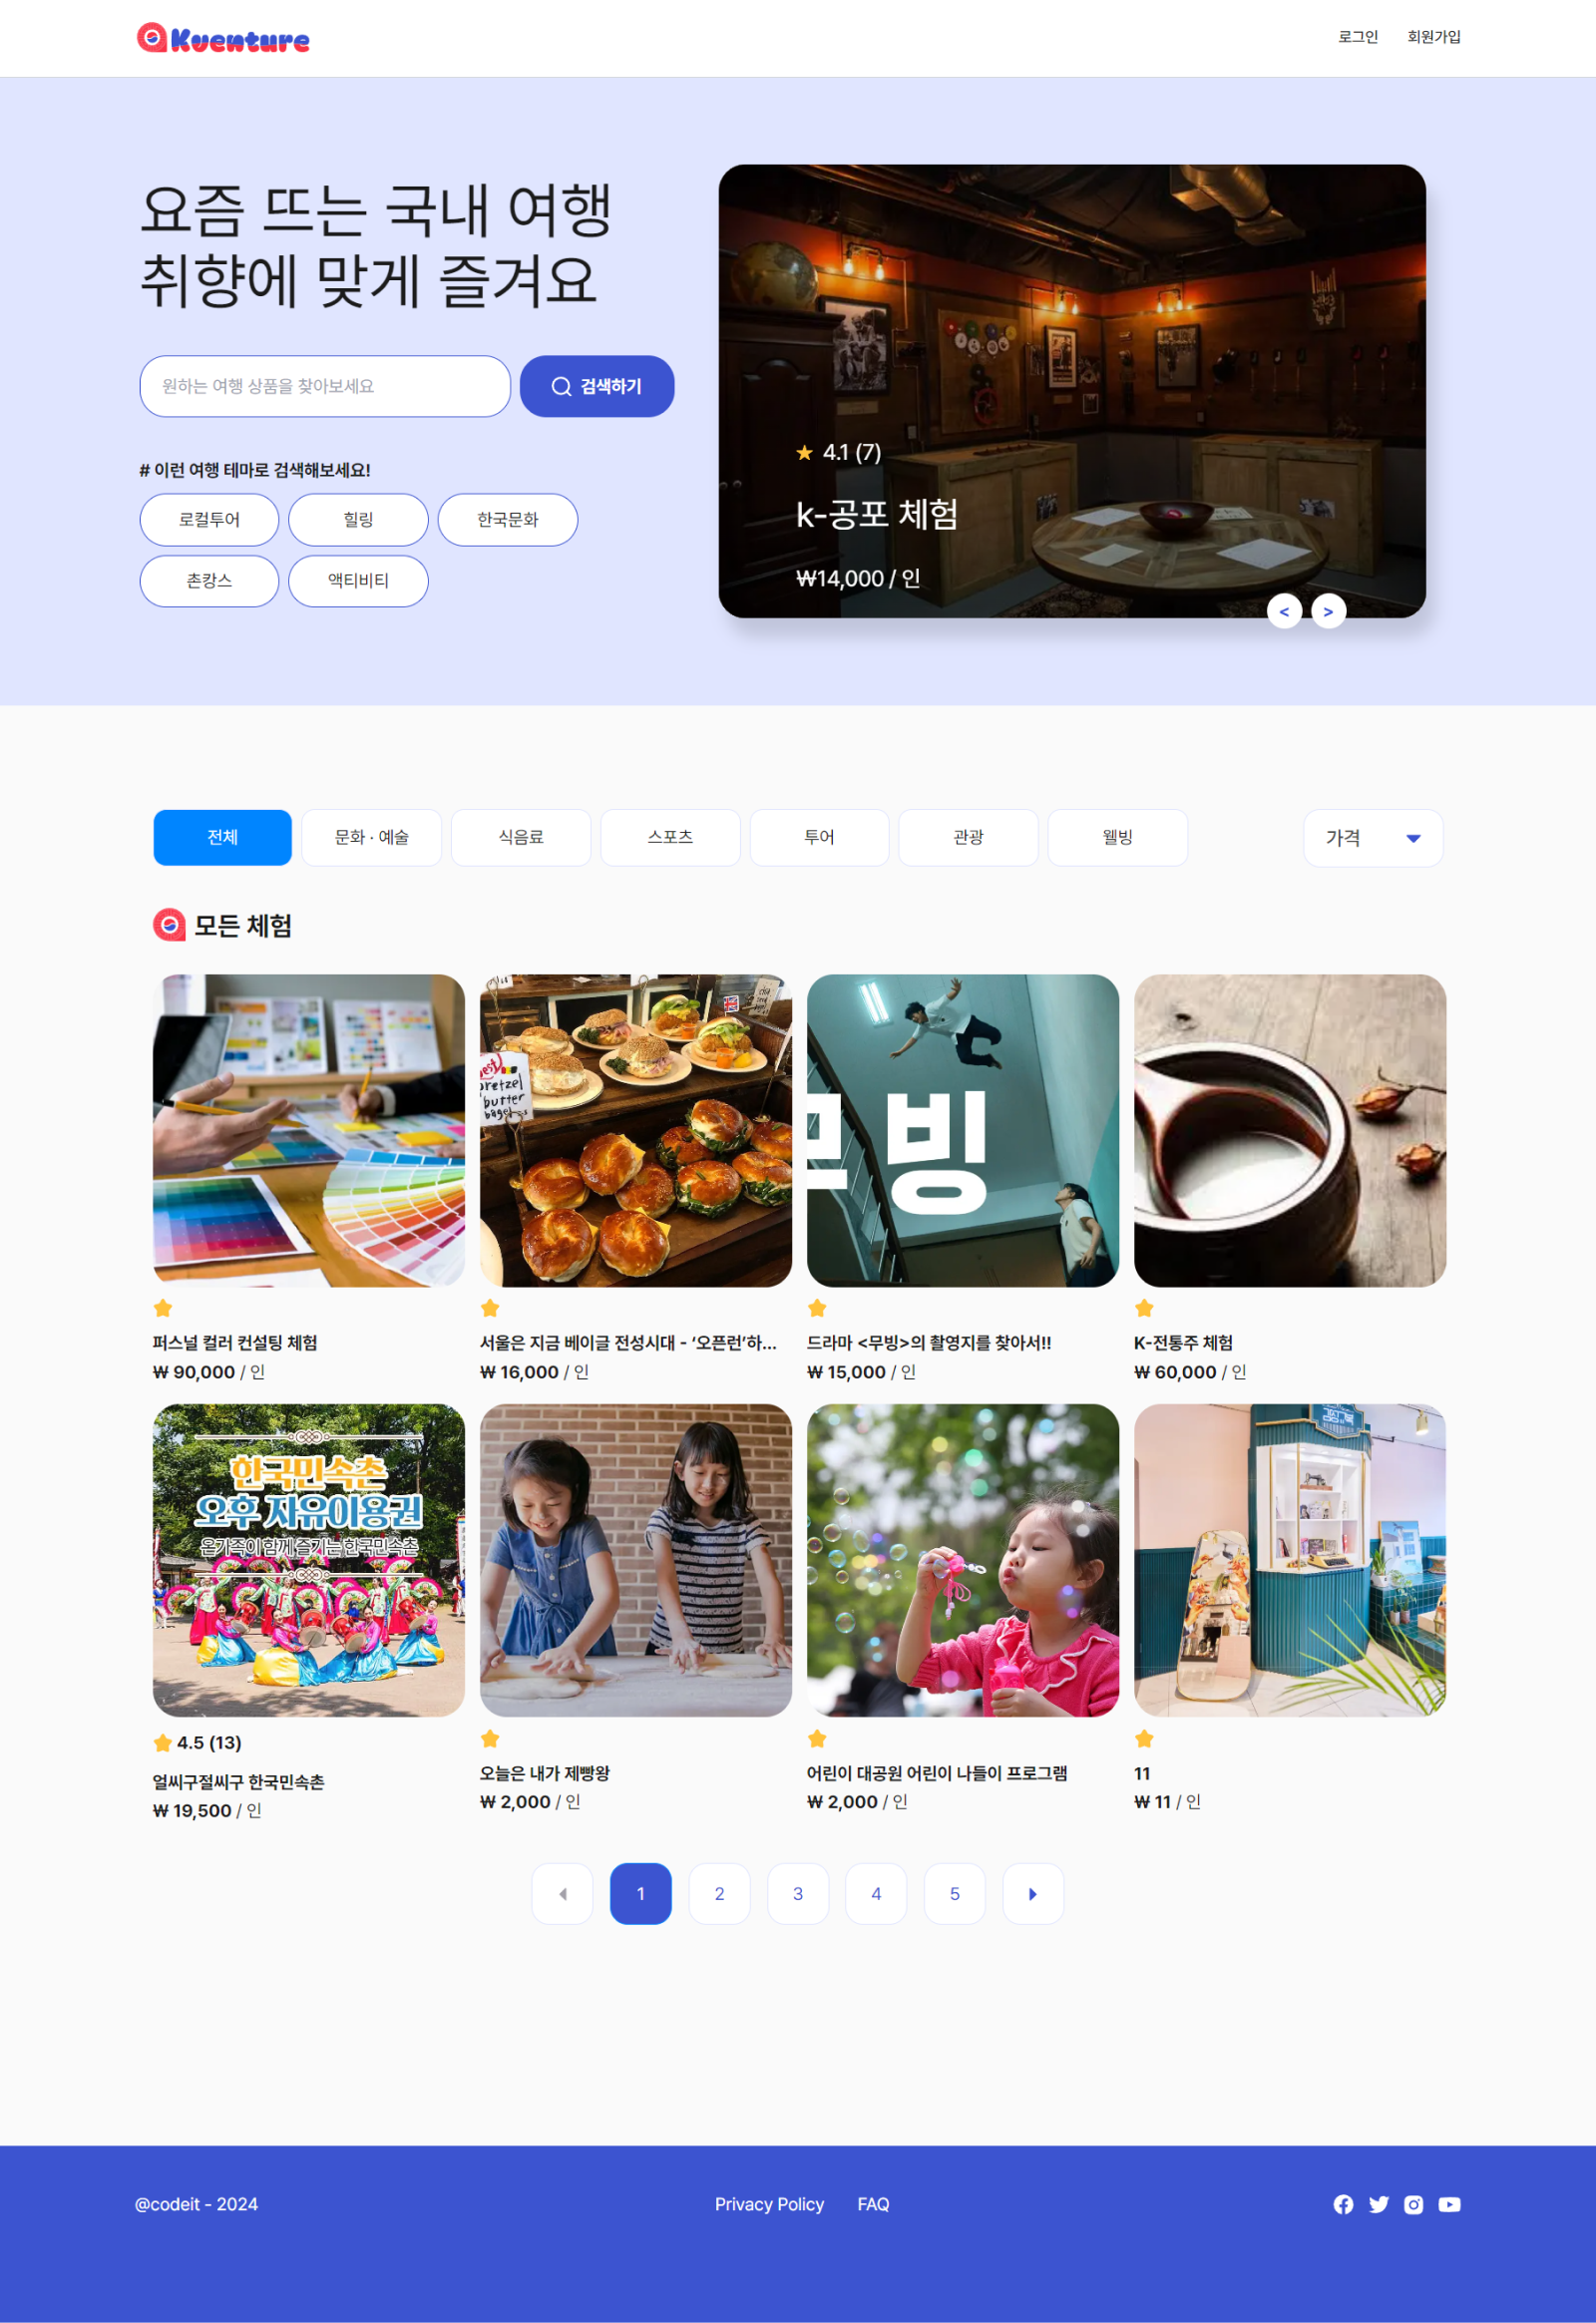 Kventure
로그인 회원가입
요즘 뜨는 국내 여행
취향에 맞게 즐겨요
원하는 여행 상품을 찾아보세요
검색하기
# 이런 여행 테마로 검색해보세요!
로컬투어 힐링 한국문화
촌캉스 액티비티
4.1 (7)
k-공포 체험
₩14,000 / 인
< >
전체 문화 · 예술 식음료 스포츠 투어 관광 웰빙 가격
모든 체험
pretzel
butter
bagel
무빙
퍼스널 컬러 컨설팅 체험
₩ 90,000 / 인
서울은 지금 베이글 전성시대 - ‘오픈런’하...
₩ 16,000 / 인
드라마 <무빙>의 촬영지를 찾아서!!
₩ 15,000 / 인
K-전통주 체험
₩ 60,000 / 인
한국민속촌
오후 자유이용권
온가족이 함께 즐기는 한국민속촌
4.5 (13)
얼씨구절씨구 한국민속촌
₩ 19,500 / 인
오늘은 내가 제빵왕
₩ 2,000 / 인
어린이 대공원 어린이 나들이 프로그램
₩ 2,000 / 인
11
₩ 11 / 인
1 2 3 4 5
@codeit - 2024
Privacy Policy FAQ